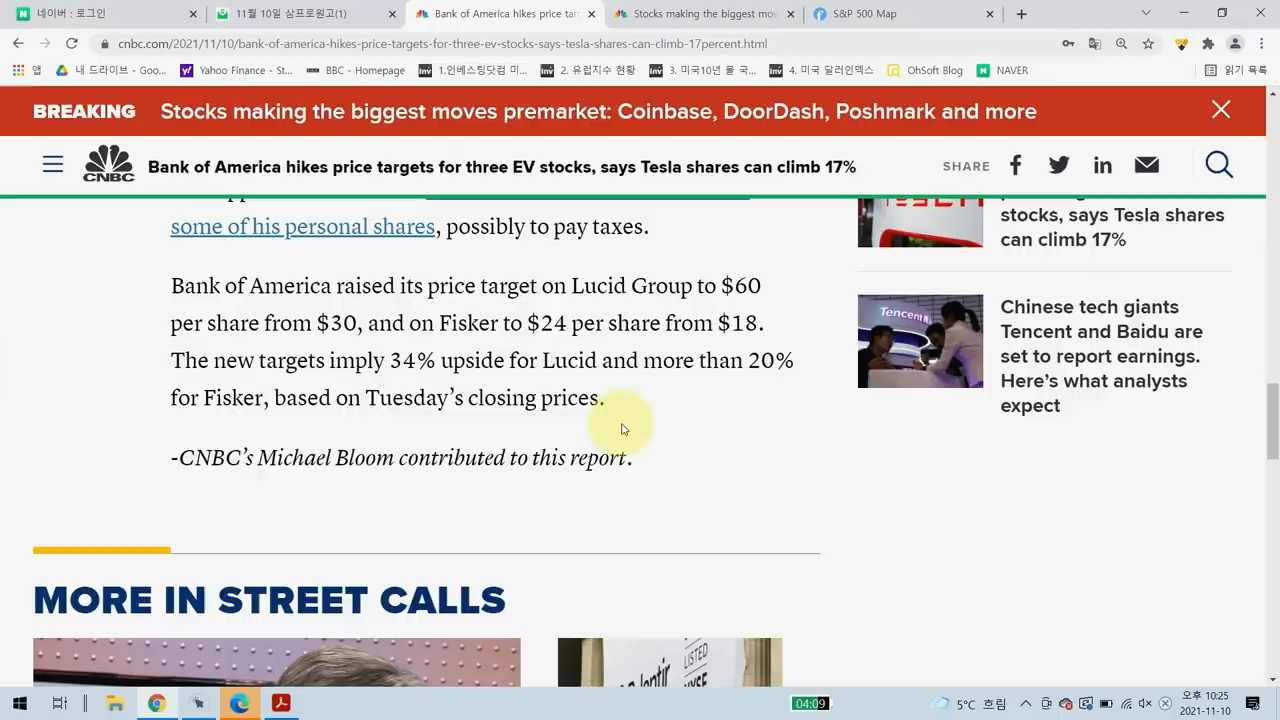 네이버 : 로그인
11월 10일 삼프로원고(1)
Bank of America hikes price tar
Stocks making the biggest mov
S&P 500 Map
cnbc.com/2021/11/10/bank-of-america-hikes-price-targets-for-three-ev-stocks-says-tesla-shares-can-climb-17percent.html
앱
내 드라이브 - Goo...
Yahoo Finance - St...
BBC - Homepage
1.인베스팅닷컴 미...
2. 유럽지수 현황
3. 미국10년 물 국...
4. 미국 달러인덱스
OhSoft Blog
NAVER
읽기 목록
BREAKING Stocks making the biggest moves premarket: Coinbase, DoorDash, Poshmark and more
CNBC
Bank of America hikes price targets for three EV stocks, says Tesla shares can climb 17%
SHARE
some of his personal shares, possibly to pay taxes.
Bank of America raised its price target on Lucid Group to $60
per share from $30, and on Fisker to $24 per share from $18.
The new targets imply 34% upside for Lucid and more than 20%
for Fisker, based on Tuesday's closing prices.
-CNBC's Michael Bloom contributed to this report.
stocks, says Tesla shares
can climb 17%
Tencent
Chinese tech giants
Tencent and Baidu are
set to report earnings.
Here's what analysts
expect
MORE IN STREET CALLS
LISTED
NYSE
04:09
5°C 흐림
오후 10:25
2021-11-10